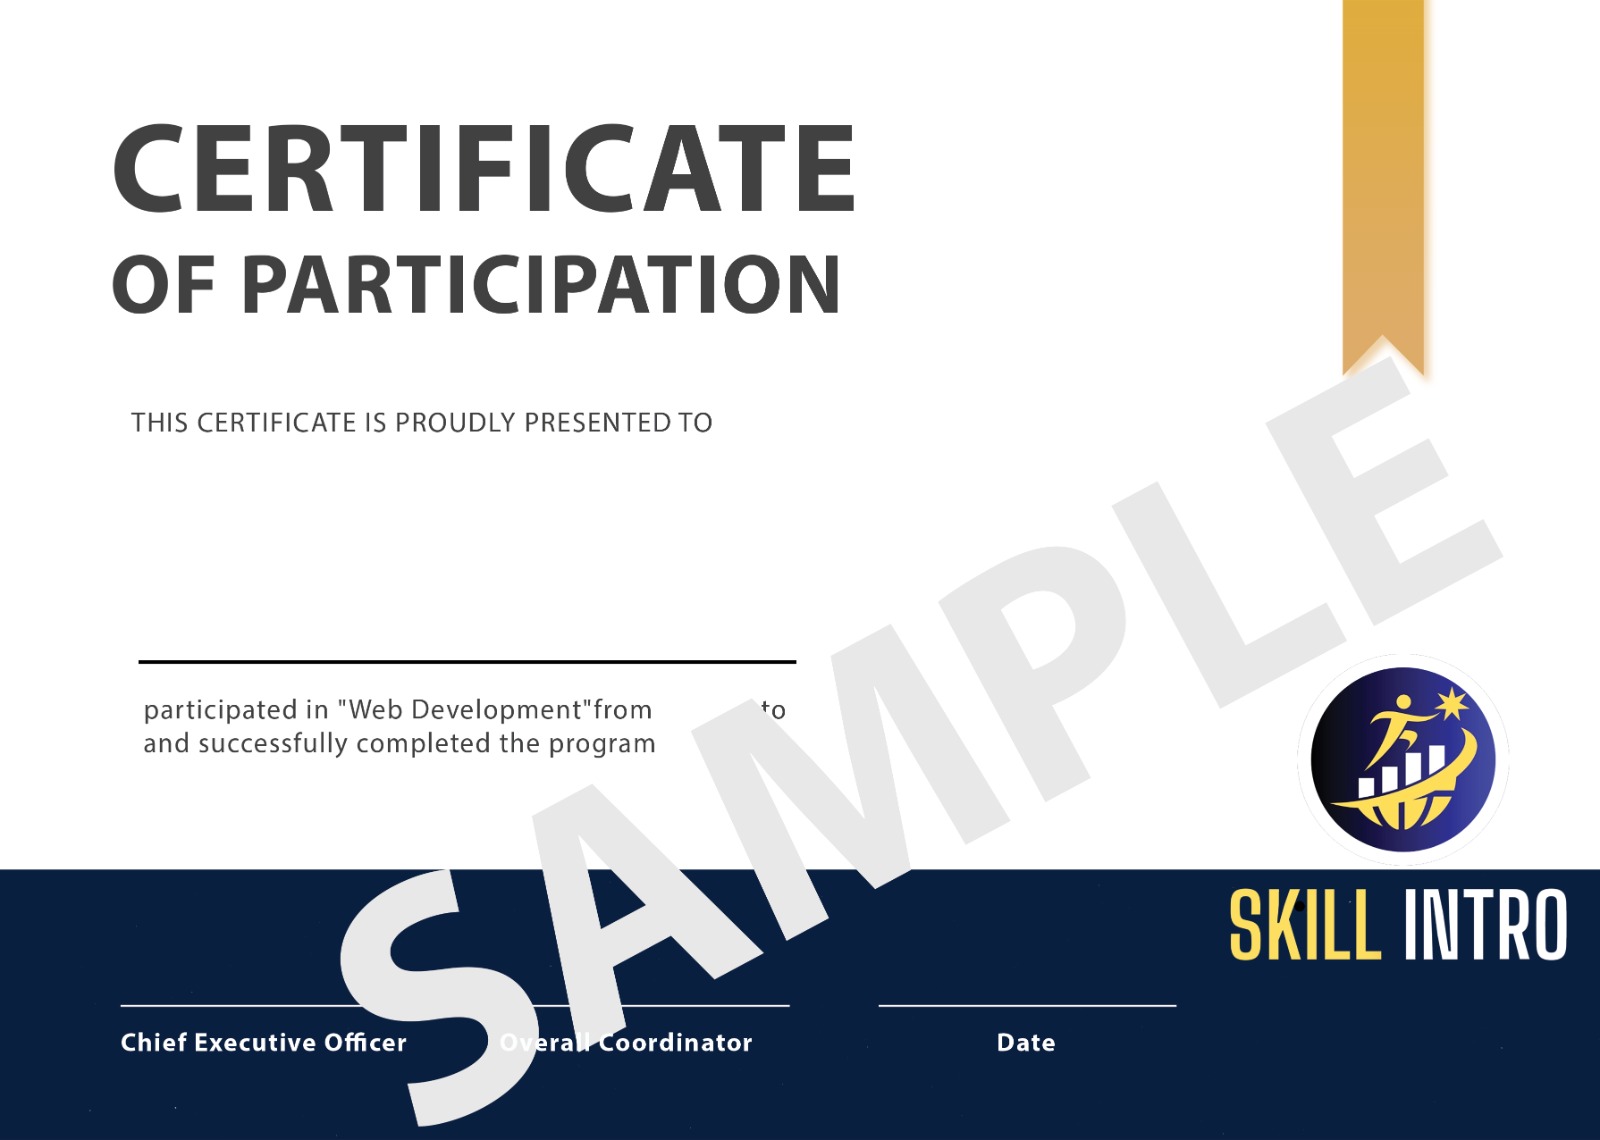 CERTIFICATE
OF PARTICIPATION
THIS CERTIFICATE IS PROUDLY PRESENTED TO
participated in "Web Development"from to
and successfully completed the program
SAMPLE
SKILL INTRO
Chief Executive Officer Overall Coordinator Date